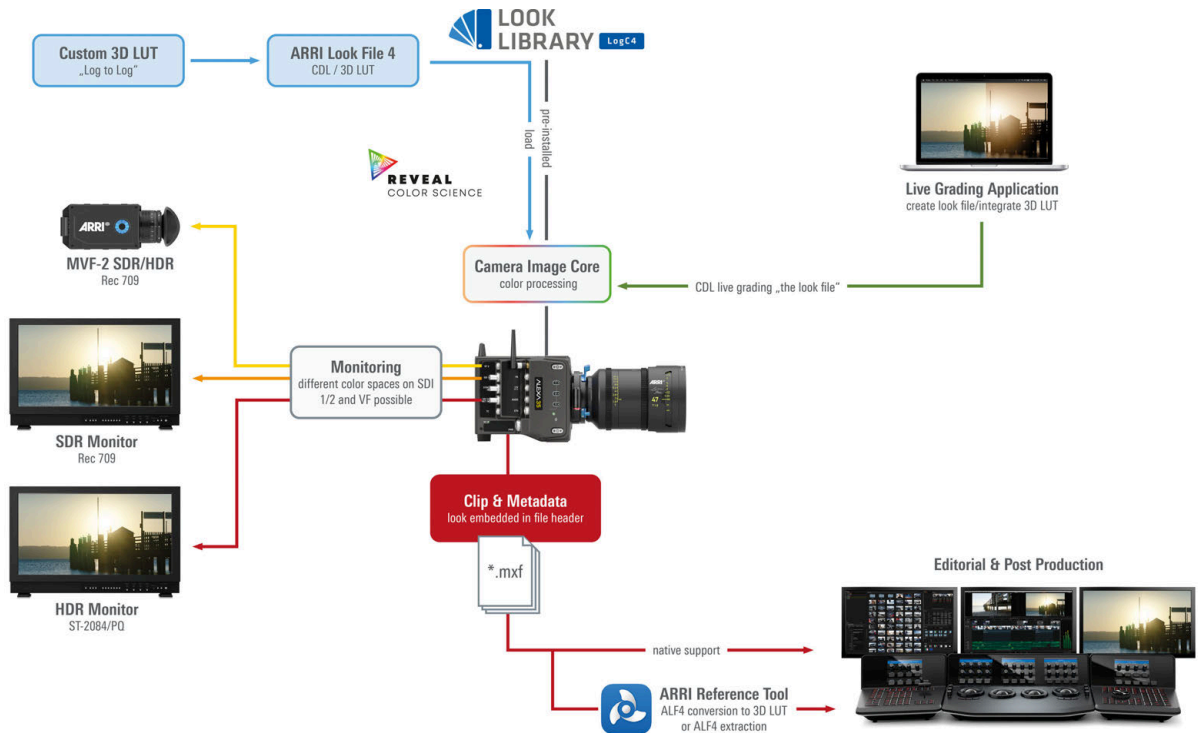 LOOK
LIBRARY LogC4
Custom 3D LUT
„Log to Log“
ARRI Look File 4
CDL / 3D LUT
load
pre-installed
REVEAL
COLOR SCIENCE
Live Grading Application
create look file/integrate 3D LUT
ARRI
MVF-2 SDR/HDR
Rec 709
Camera Image Core
color processing
CDL live grading „the look file“
Monitoring
different color spaces on SDI
1/2 and VF possible
ALEXA35
ARRI
47
SDR Monitor
Rec 709
Clip & Metadata
look embedded in file header
*.mxf
HDR Monitor
ST-2084/PQ
Editorial & Post Production
native support
ARRI Reference Tool
ALF4 conversion to 3D LUT
or ALF4 extraction